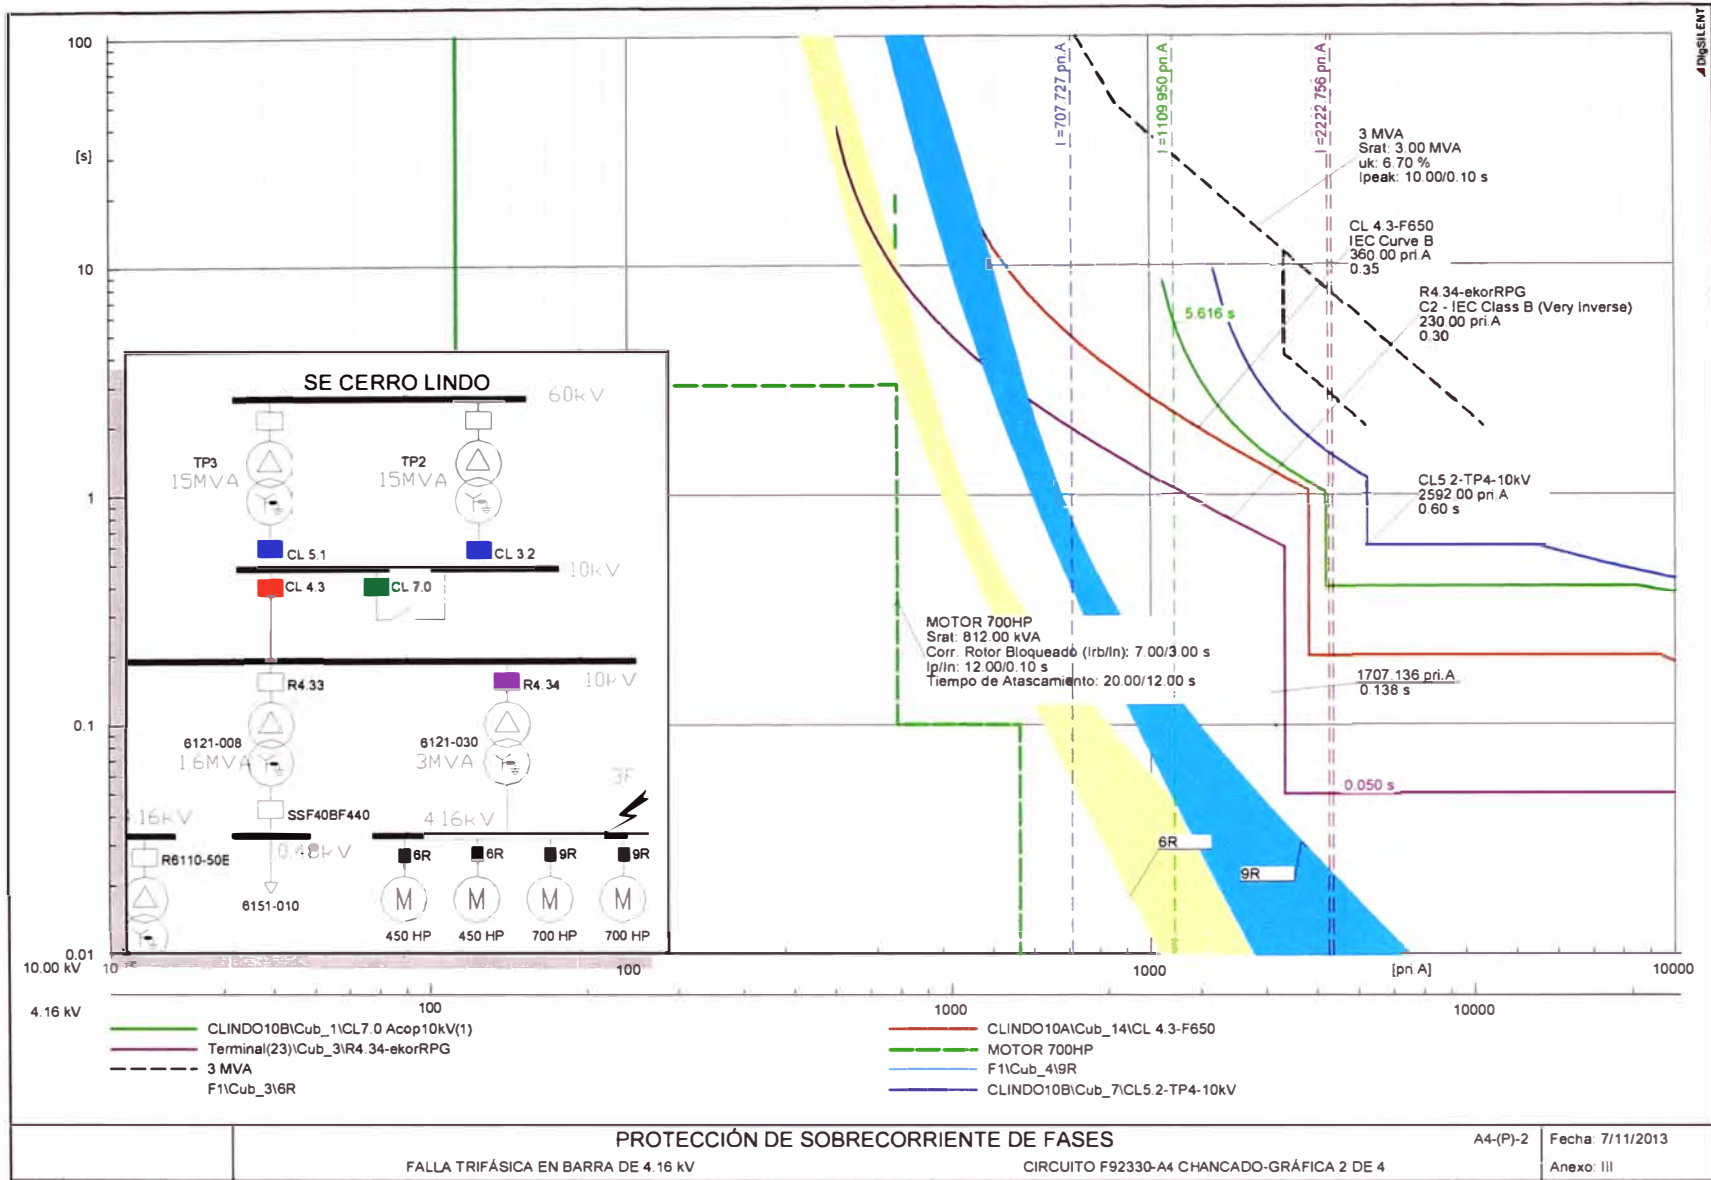 DIgSILENT
100
[s]
10
1
0.1
0.01
I =707.727 pri.A
I =1109.950 pri.A
I =2222.756 pri.A
3 MVA
Srat: 3.00 MVA
uk: 6.70 %
Ipeak: 10.00/0.10 s
CL 4.3-F650
IEC Curve B
360.00 pri.A
0.35
R4.34-ekorRPG
C2 - IEC Class B (Very Inverse)
230.00 pri.A
0.30
5.616 s
CL5.2-TP4-10kV
2592.00 pri.A
0.60 s
MOTOR 700HP
Srat: 812.00 kVA
Corr. Rotor Bloqueado (Irb/In): 7.00/3.00 s
Ip/In: 12.00/0.10 s
Tiempo de Atascamiento: 20.00/12.00 s
1707.136 pri.A
0.138 s
0.050 s
6R
9R
SE CERRO LINDO
60kV
TP3
15MVA
TP2
15MVA
CL 5.1
CL 3.2
10kV
CL 4.3
CL 7.0
R4.33
R4.34
10kV
6121-008
1.6MVA
6121-030
3MVA
3F
SSF40BF440
4.16kV
.16kV
0.48kV
R6110-50E
6R
6R
9R
9R
M
M
M
M
6151-010
450 HP
450 HP
700 HP
700 HP
10.00 kV
10
100
1000
[pri.A]
10000
4.16 kV
100
1000
10000
CLINDO10B\Cub_1\CL7.0 Acop10kV(1)
Terminal(23)\Cub_3\R4.34-ekorRPG
3 MVA
F1\Cub_3\6R
CLINDO10A\Cub_14\CL 4.3-F650
MOTOR 700HP
F1\Cub_4\9R
CLINDO10B\Cub_7\CL5.2-TP4-10kV
PROTECCIÓN DE SOBRECORRIENTE DE FASES
A4-(P)-2
Fecha: 7/11/2013
FALLA TRIFÁSICA EN BARRA DE 4.16 kV
CIRCUITO F92330-A4 CHANCADO-GRÁFICA 2 DE 4
Anexo: III